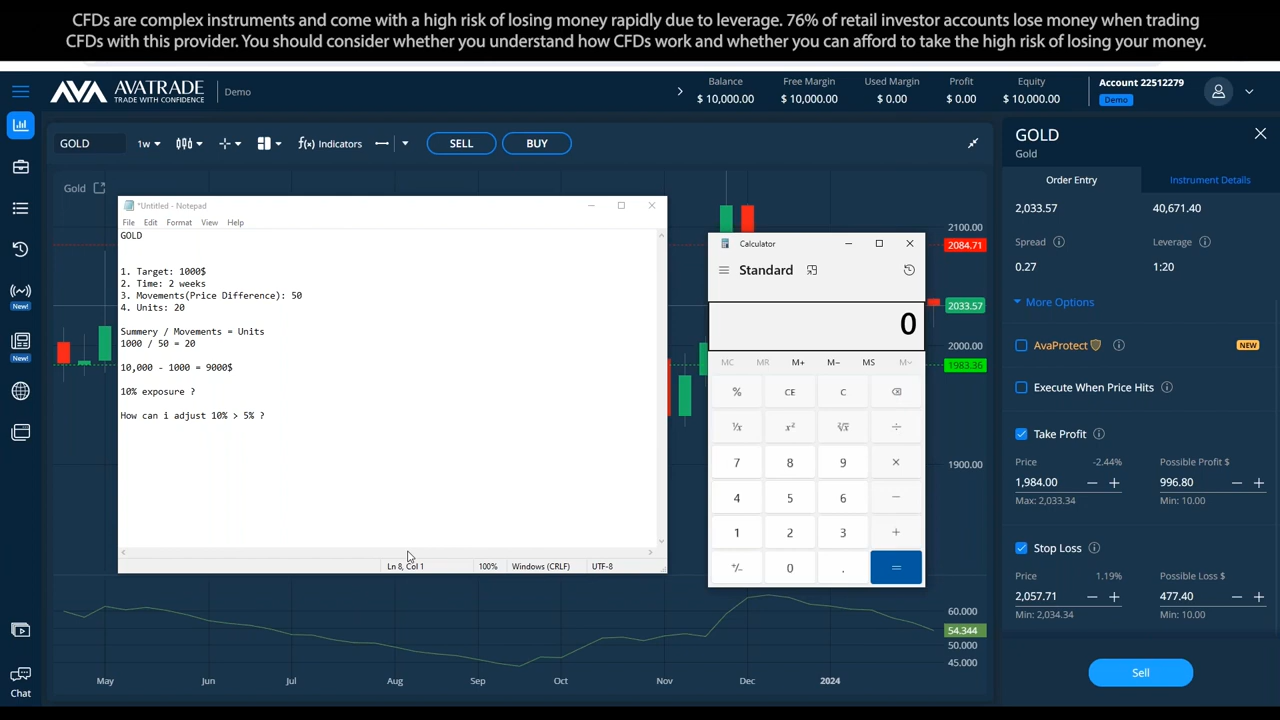 CFDs are complex instruments and come with a high risk of losing money rapidly due to leverage. 76% of retail investor accounts lose money when trading
CFDs with this provider. You should consider whether you understand how CFDs work and whether you can afford to take the high risk of losing your money.
AVATRADE
TRADE WITH CONFIDENCE
Demo
Balance
$ 10,000.00
Free Margin
$ 10,000.00
Used Margin
$ 0.00
Profit
$ 0.00
Equity
$ 10,000.00
Account 22512279
Demo
GOLD
1w
f(x) Indicators
SELL
BUY
Gold
*Untitled - Notepad
File Edit Format View Help
GOLD
1. Target: 1000$
2. Time: 2 weeks
3. Movements(Price Difference): 50
4. Units: 20
Summery / Movements = Units
1000 / 50 = 20
10,000 - 1000 = 9000$
10% exposure ?
How can i adjust 10% > 5% ?
Ln 8, Col 1
100%
Windows (CRLF)
UTF-8
Calculator
Standard
0
MC MR M+ M− MS M˅
% CE C
¹/x x² ²√x ÷
7 8 9 ×
4 5 6 −
1 2 3 +
+/− 0 . =
2100.00
2084.71
2033.57
2000.00
1983.36
1900.00
60.000
54.344
50.000
45.000
May Jun Jul Aug Sep Oct Nov Dec 2024
GOLD
Gold
Order Entry
Instrument Details
2,033.57
40,671.40
Spread
Leverage
0.27
1:20
More Options
AvaProtect
NEW
Execute When Price Hits
Take Profit
Price -2.44%
Possible Profit $
1,984.00
996.80
Max: 2,033.34
Min: 10.00
Stop Loss
Price 1.19%
Possible Loss $
2,057.71
477.40
Min: 2,034.34
Min: 10.00
Sell
New!
New!
Chat